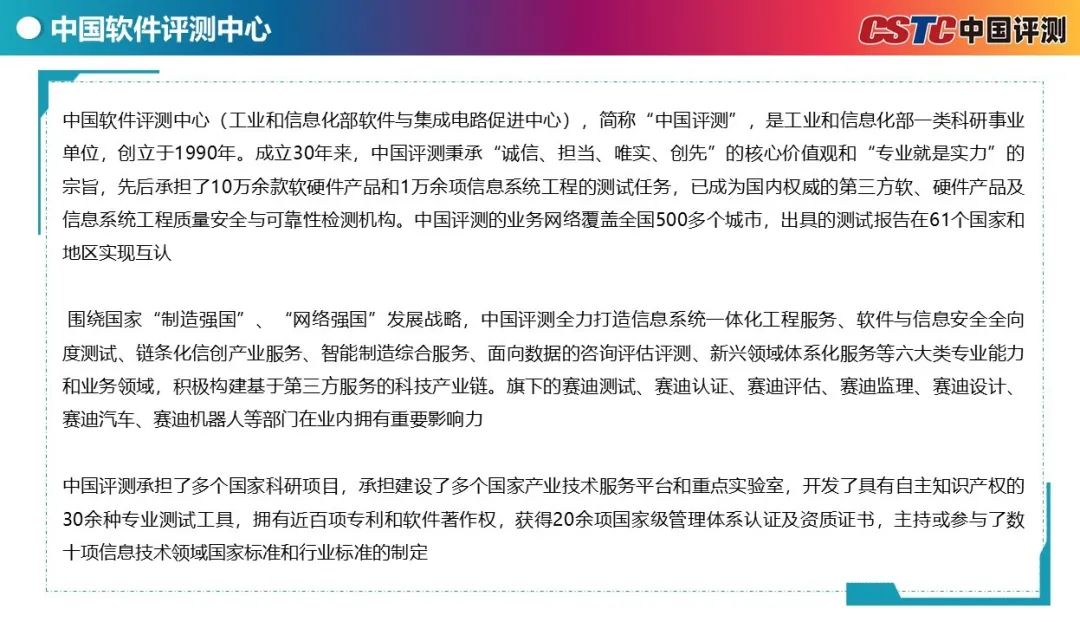 中国软件评测中心
CSTC中国评测
中国软件评测中心（工业和信息化部软件与集成电路促进中心），简称“中国评测”，是工业和信息化部一类科研事业
单位，创立于1990年。成立30年来，中国评测秉承“诚信、担当、唯实、创先”的核心价值观和“专业就是实力”的
宗旨，先后承担了10万余款软硬件产品和1万余项信息系统工程的测试任务，已成为国内权威的第三方软、硬件产品及
信息系统工程质量安全与可靠性检测机构。中国评测的业务网络覆盖全国500多个城市，出具的测试报告在61个国家和
地区实现互认
围绕国家“制造强国”、“网络强国”发展战略，中国评测全力打造信息系统一体化工程服务、软件与信息安全全向
度测试、链条化信创产业服务、智能制造综合服务、面向数据的咨询评估评测、新兴领域体系化服务等六大类专业能力
和业务领域，积极构建基于第三方服务的科技产业链。旗下的赛迪测试、赛迪认证、赛迪评估、赛迪监理、赛迪设计、
赛迪汽车、赛迪机器人等部门在业内拥有重要影响力
中国评测承担了多个国家科研项目，承担建设了多个国家产业技术服务平台和重点实验室，开发了具有自主知识产权的
30余种专业测试工具，拥有近百项专利和软件著作权，获得20余项国家级管理体系认证及资质证书，主持或参与了数
十项信息技术领域国家标准和行业标准的制定